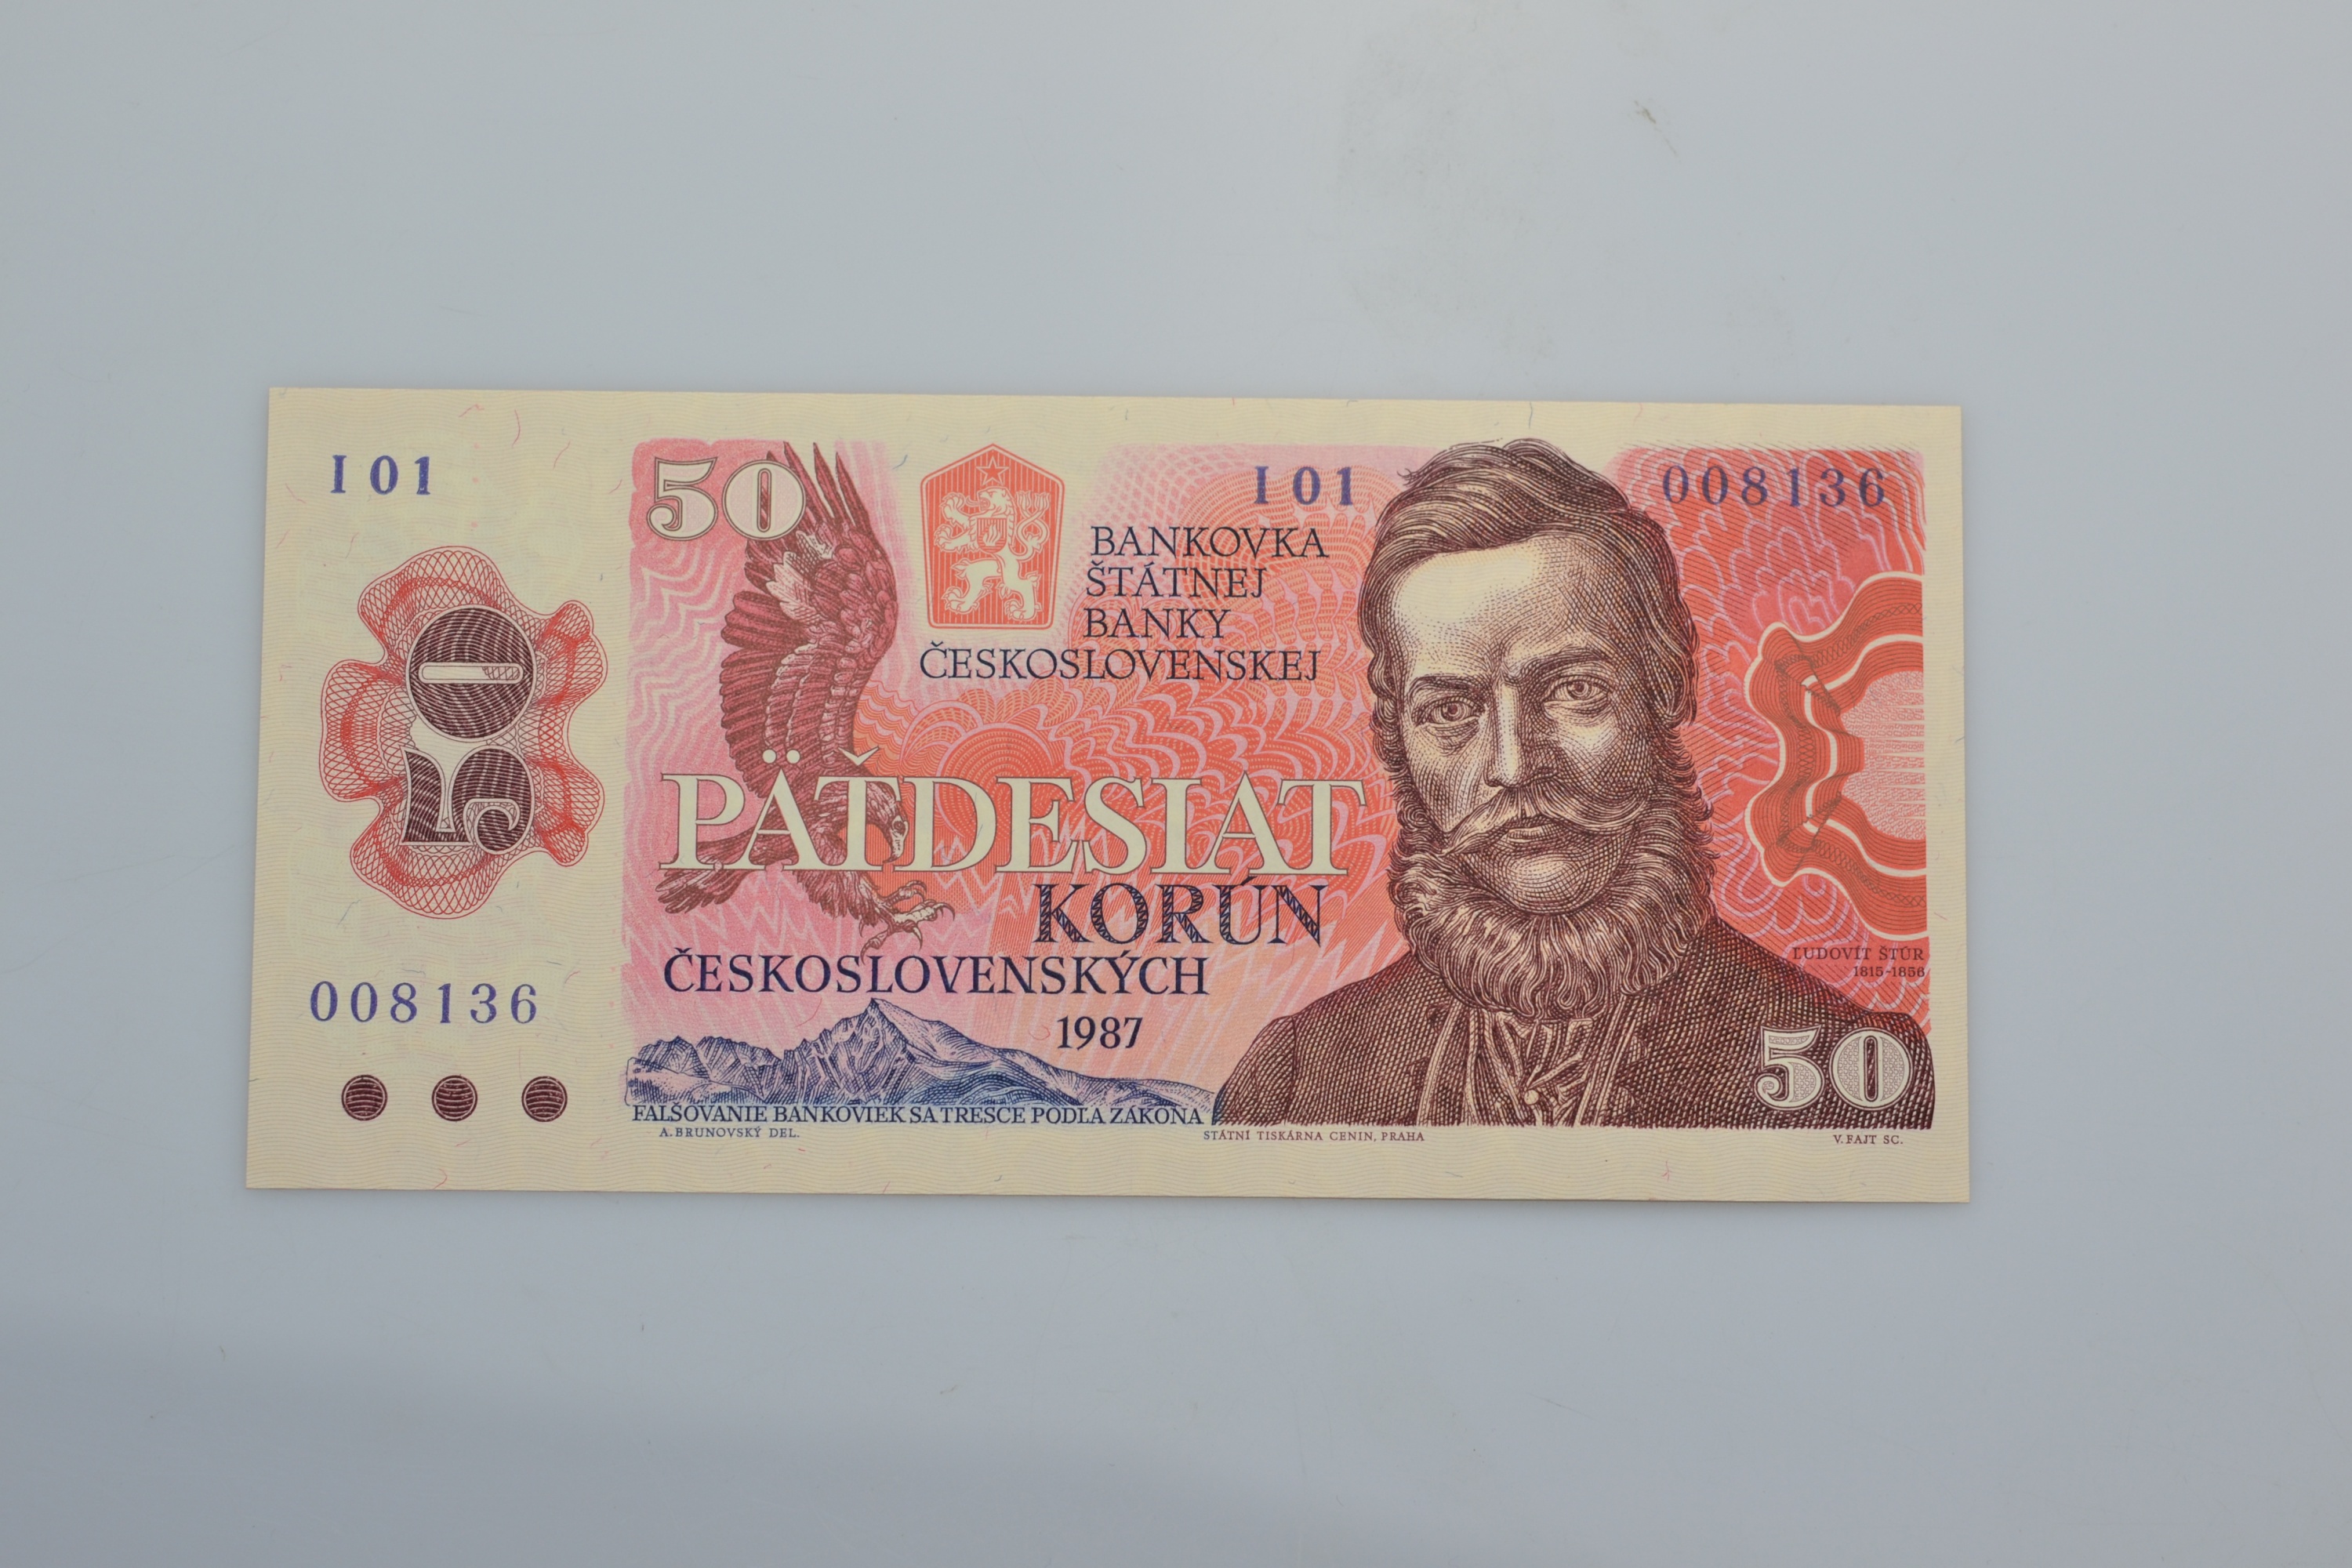 I 01
50
008136
50
I 01
008136
BANKOVKA
ŠTÁTNEJ
BANKY
ČESKOSLOVENSKEJ
PÄŤDESIAT
KORÚN
ČESKOSLOVENSKÝCH
1987
ĽUDOVÍT ŠTÚR
1815-1856
50
FALŠOVANIE BANKOVIEK SA TRESCE PODĽA ZÁKONA
A. BRUNOVSKÝ DEL.
STÁTNÍ TISKÁRNA CENIN, PRAHA
V. FAJT SC.